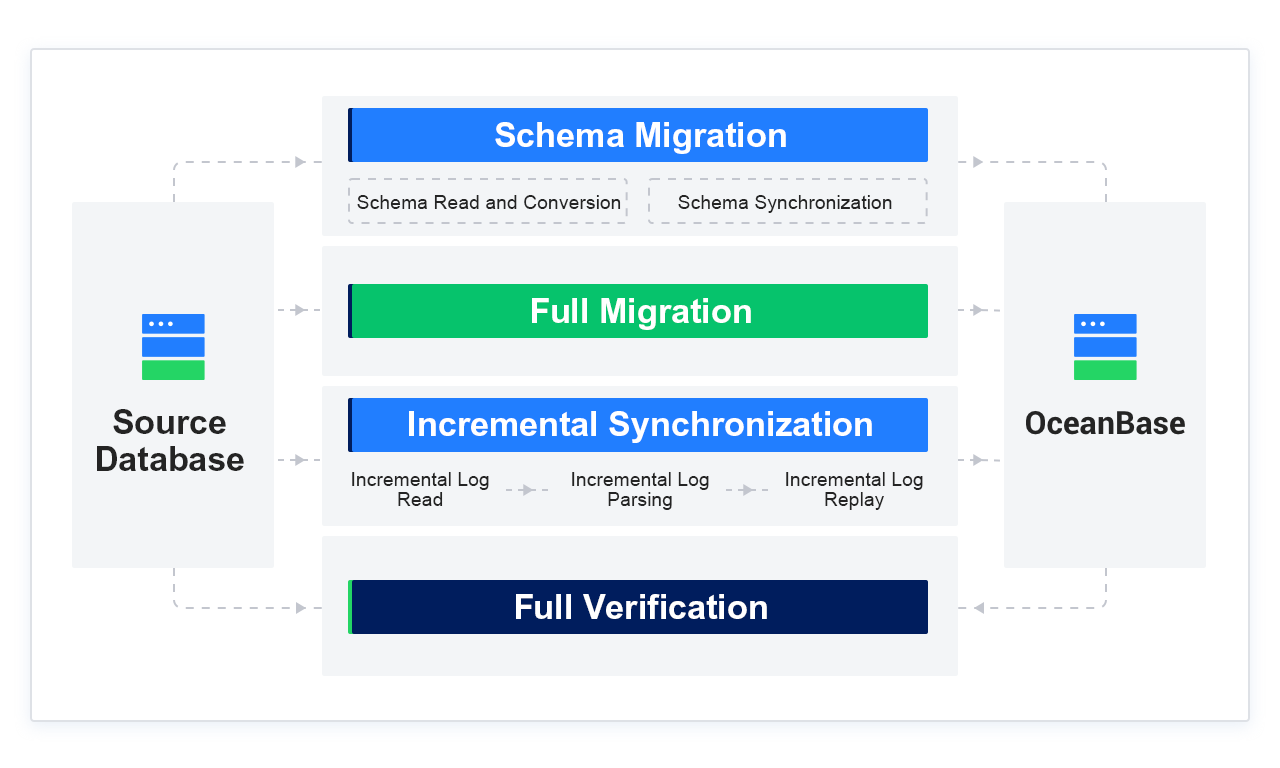 Schema Migration
Schema Read and Conversion
Schema Synchronization
Full Migration
Source
Database
OceanBase
Incremental Synchronization
Incremental Log
Read
Incremental Log
Parsing
Incremental Log
Replay
Full Verification